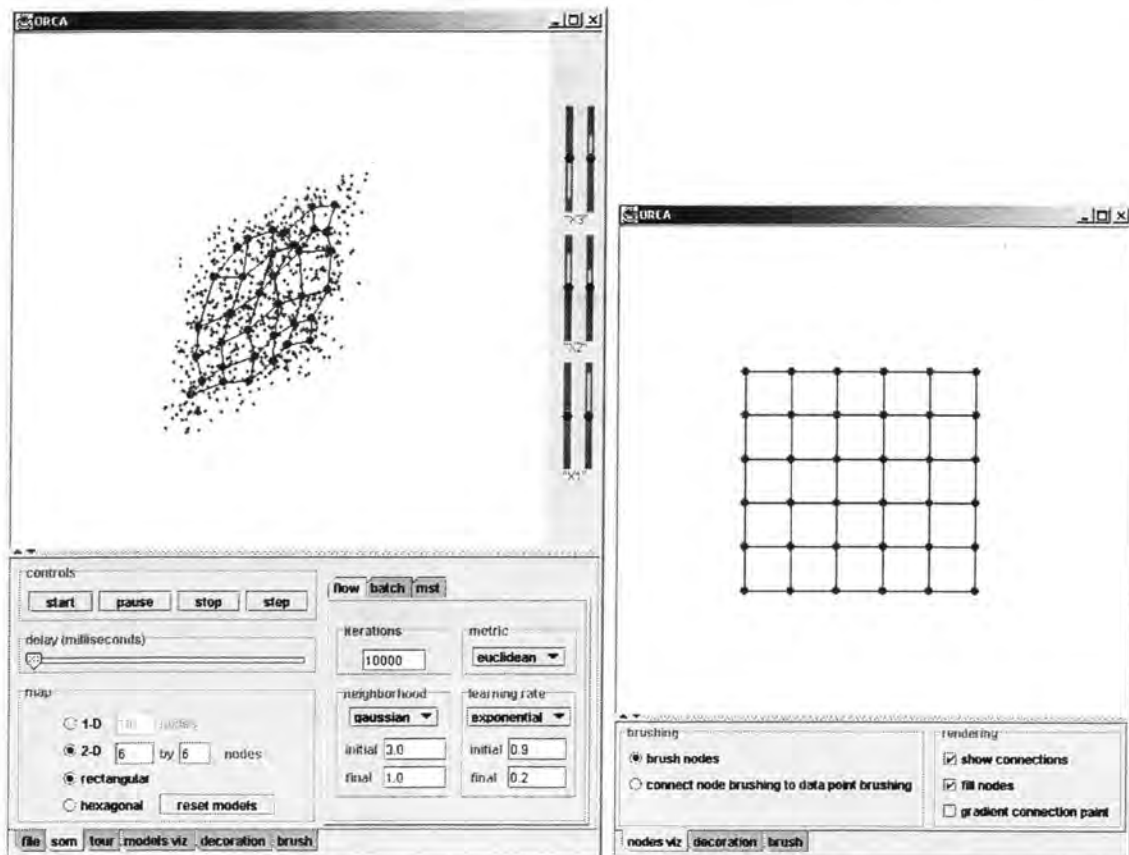 ORCA
"X3"
"X2"
"X1"
controls
start pause stop step
delay (milliseconds)
map
1-D nodes
2-D 6 by 6 nodes
rectangular
hexagonal reset models
flow batch mst
iterations
10000
metric
euclidean
neighborhood
gaussian
initial 3.0
final 1.0
learning rate
exponential
initial 0.9
final 0.2
file som tour models viz decoration brush
ORCA
brushing
brush nodes
connect node brushing to data point brushing
rendering
show connections
fill nodes
gradient connection paint
nodes viz decoration brush